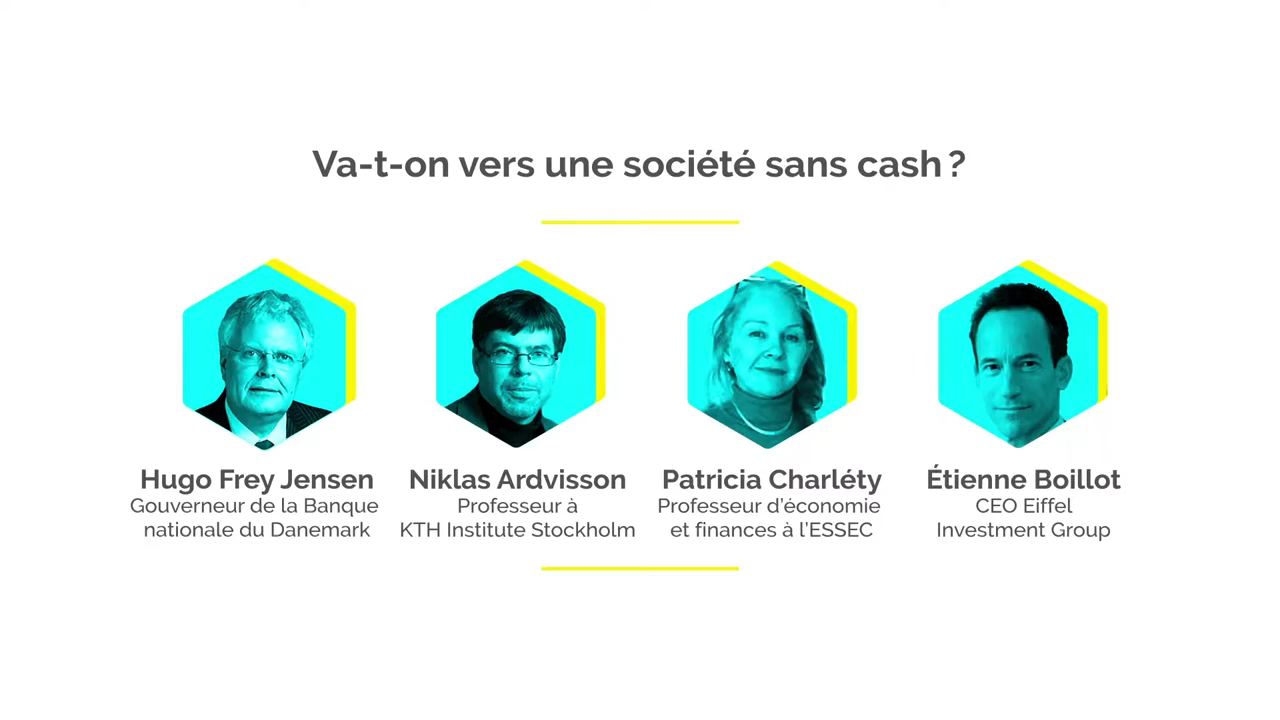 Va-t-on vers une société sans cash ?
Hugo Frey Jensen
Gouverneur de la Banque
nationale du Danemark
Niklas Ardvisson
Professeur à
KTH Institute Stockholm
Patricia Charléty
Professeur d’économie
et finances à l’ESSEC
Étienne Boillot
CEO Eiffel
Investment Group